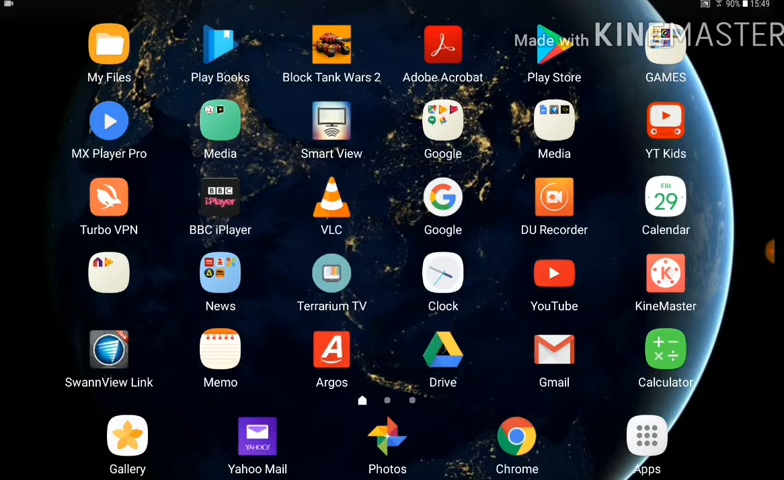 90% 15:49
Made with KINEMASTER
My Files
Play Books
Block Tank Wars 2
Adobe Acrobat
Play Store
GAMES
MX Player Pro
Media
Smart View
Google
Media
YT Kids
Turbo VPN
BBC
iPlayer
BBC iPlayer
VLC
Google
DU Recorder
FRI
29
Calendar
News
Terrarium TV
Clock
YouTube
KineMaster
SwannView Link
Memo
Argos
Drive
Gmail
Calculator
YAHOO!
Gallery
Yahoo Mail
Photos
Chrome
Apps